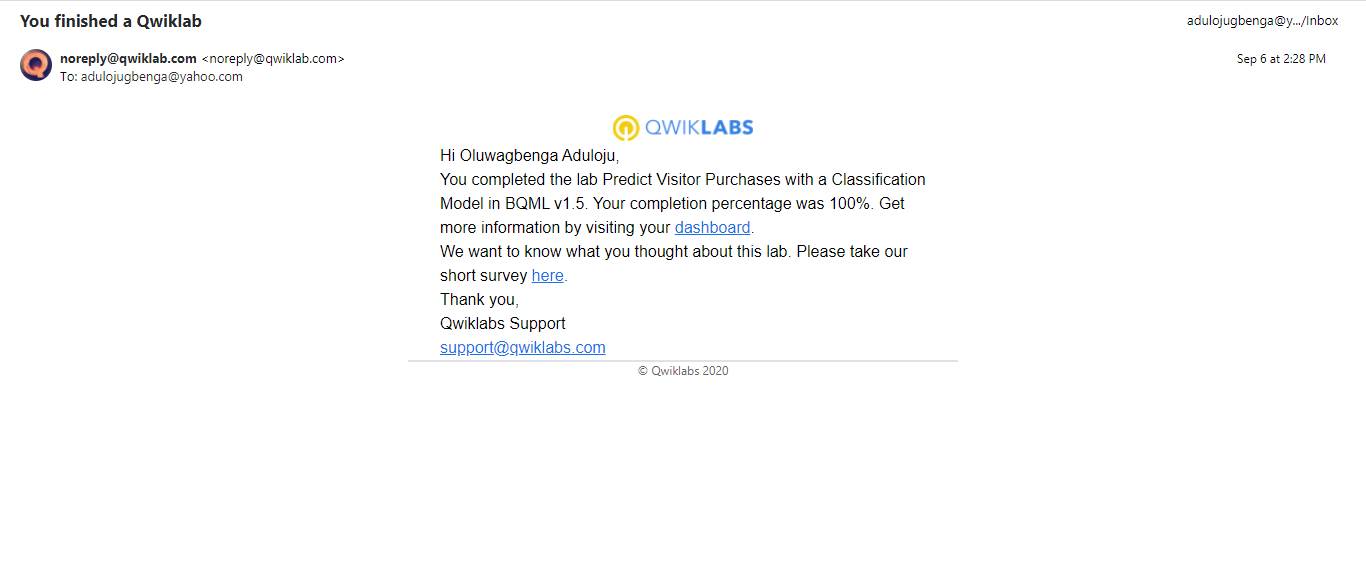 You finished a Qwiklab
adulojugbenga@y.../Inbox
noreply@qwiklab.com <noreply@qwiklab.com>
Sep 6 at 2:28 PM
To: adulojugbenga@yahoo.com
QWIKLABS
Hi Oluwagbenga Aduloju,
You completed the lab Predict Visitor Purchases with a Classification
Model in BQML v1.5. Your completion percentage was 100%. Get
more information by visiting your dashboard.
We want to know what you thought about this lab. Please take our
short survey here.
Thank you,
Qwiklabs Support
support@qwiklabs.com
© Qwiklabs 2020